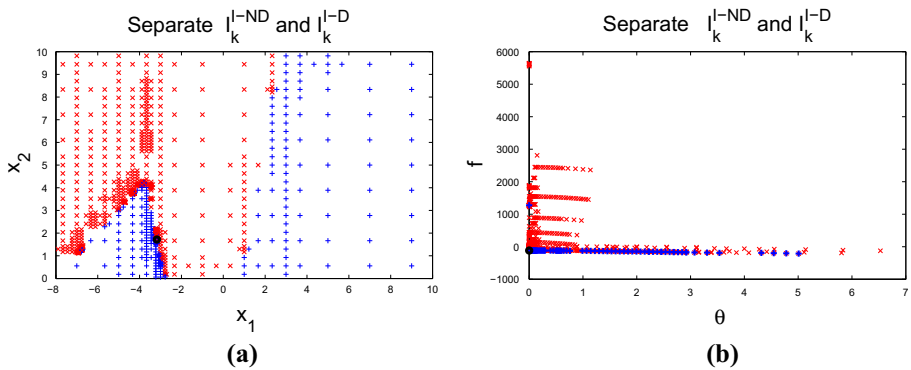 Separate I_k^{I-ND} and I_k^{I-D}
10
9
8
7
6
5
4
3
2
1
0
x_2
−8 −6 −4 −2 0 2 4 6 8 10
x_1
(a)
Separate I_k^{I-ND} and I_k^{I-D}
6000
5000
4000
3000
2000
1000
0
−1000
f
0 1 2 3 4 5 6 7
θ
(b)